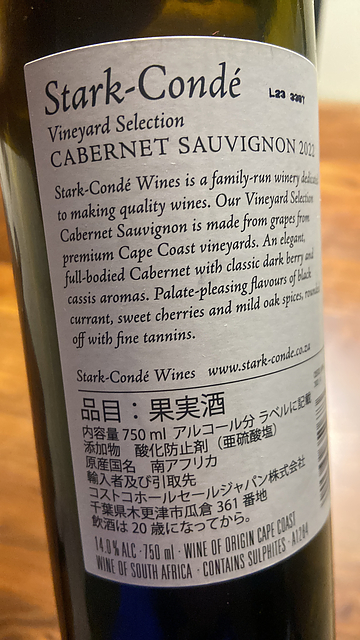 Stark-Condé
L23 3307
Vineyard Selection
CABERNET SAUVIGNON 2022
Stark-Condé Wines is a family-run winery dedicated
to making quality wines. Our Vineyard Selection
Cabernet Sauvignon is made from grapes from
premium Cape Coast vineyards. An elegant,
full-bodied Cabernet with classic dark berry and
cassis aromas. Palate-pleasing flavours of black
currant, sweet cherries and mild oak spices, rounded
off with fine tannins.
Stark-Condé Wines www.stark-conde.co.za
品目：果実酒
内容量 750 ml アルコール分 ラベルに記載
添加物 酸化防止剤（亜硫酸塩）
原産国名 南アフリカ
輸入者及び引取先
コストコホールセールジャパン株式会社
千葉県木更津市瓜倉 361 番地
飲酒は 20 歳になってから。
14.0% ALC · 750 ml · WINE OF ORIGIN CAPE COAST
WINE OF SOUTH AFRICA · CONTAINS SULPHITES · A1284